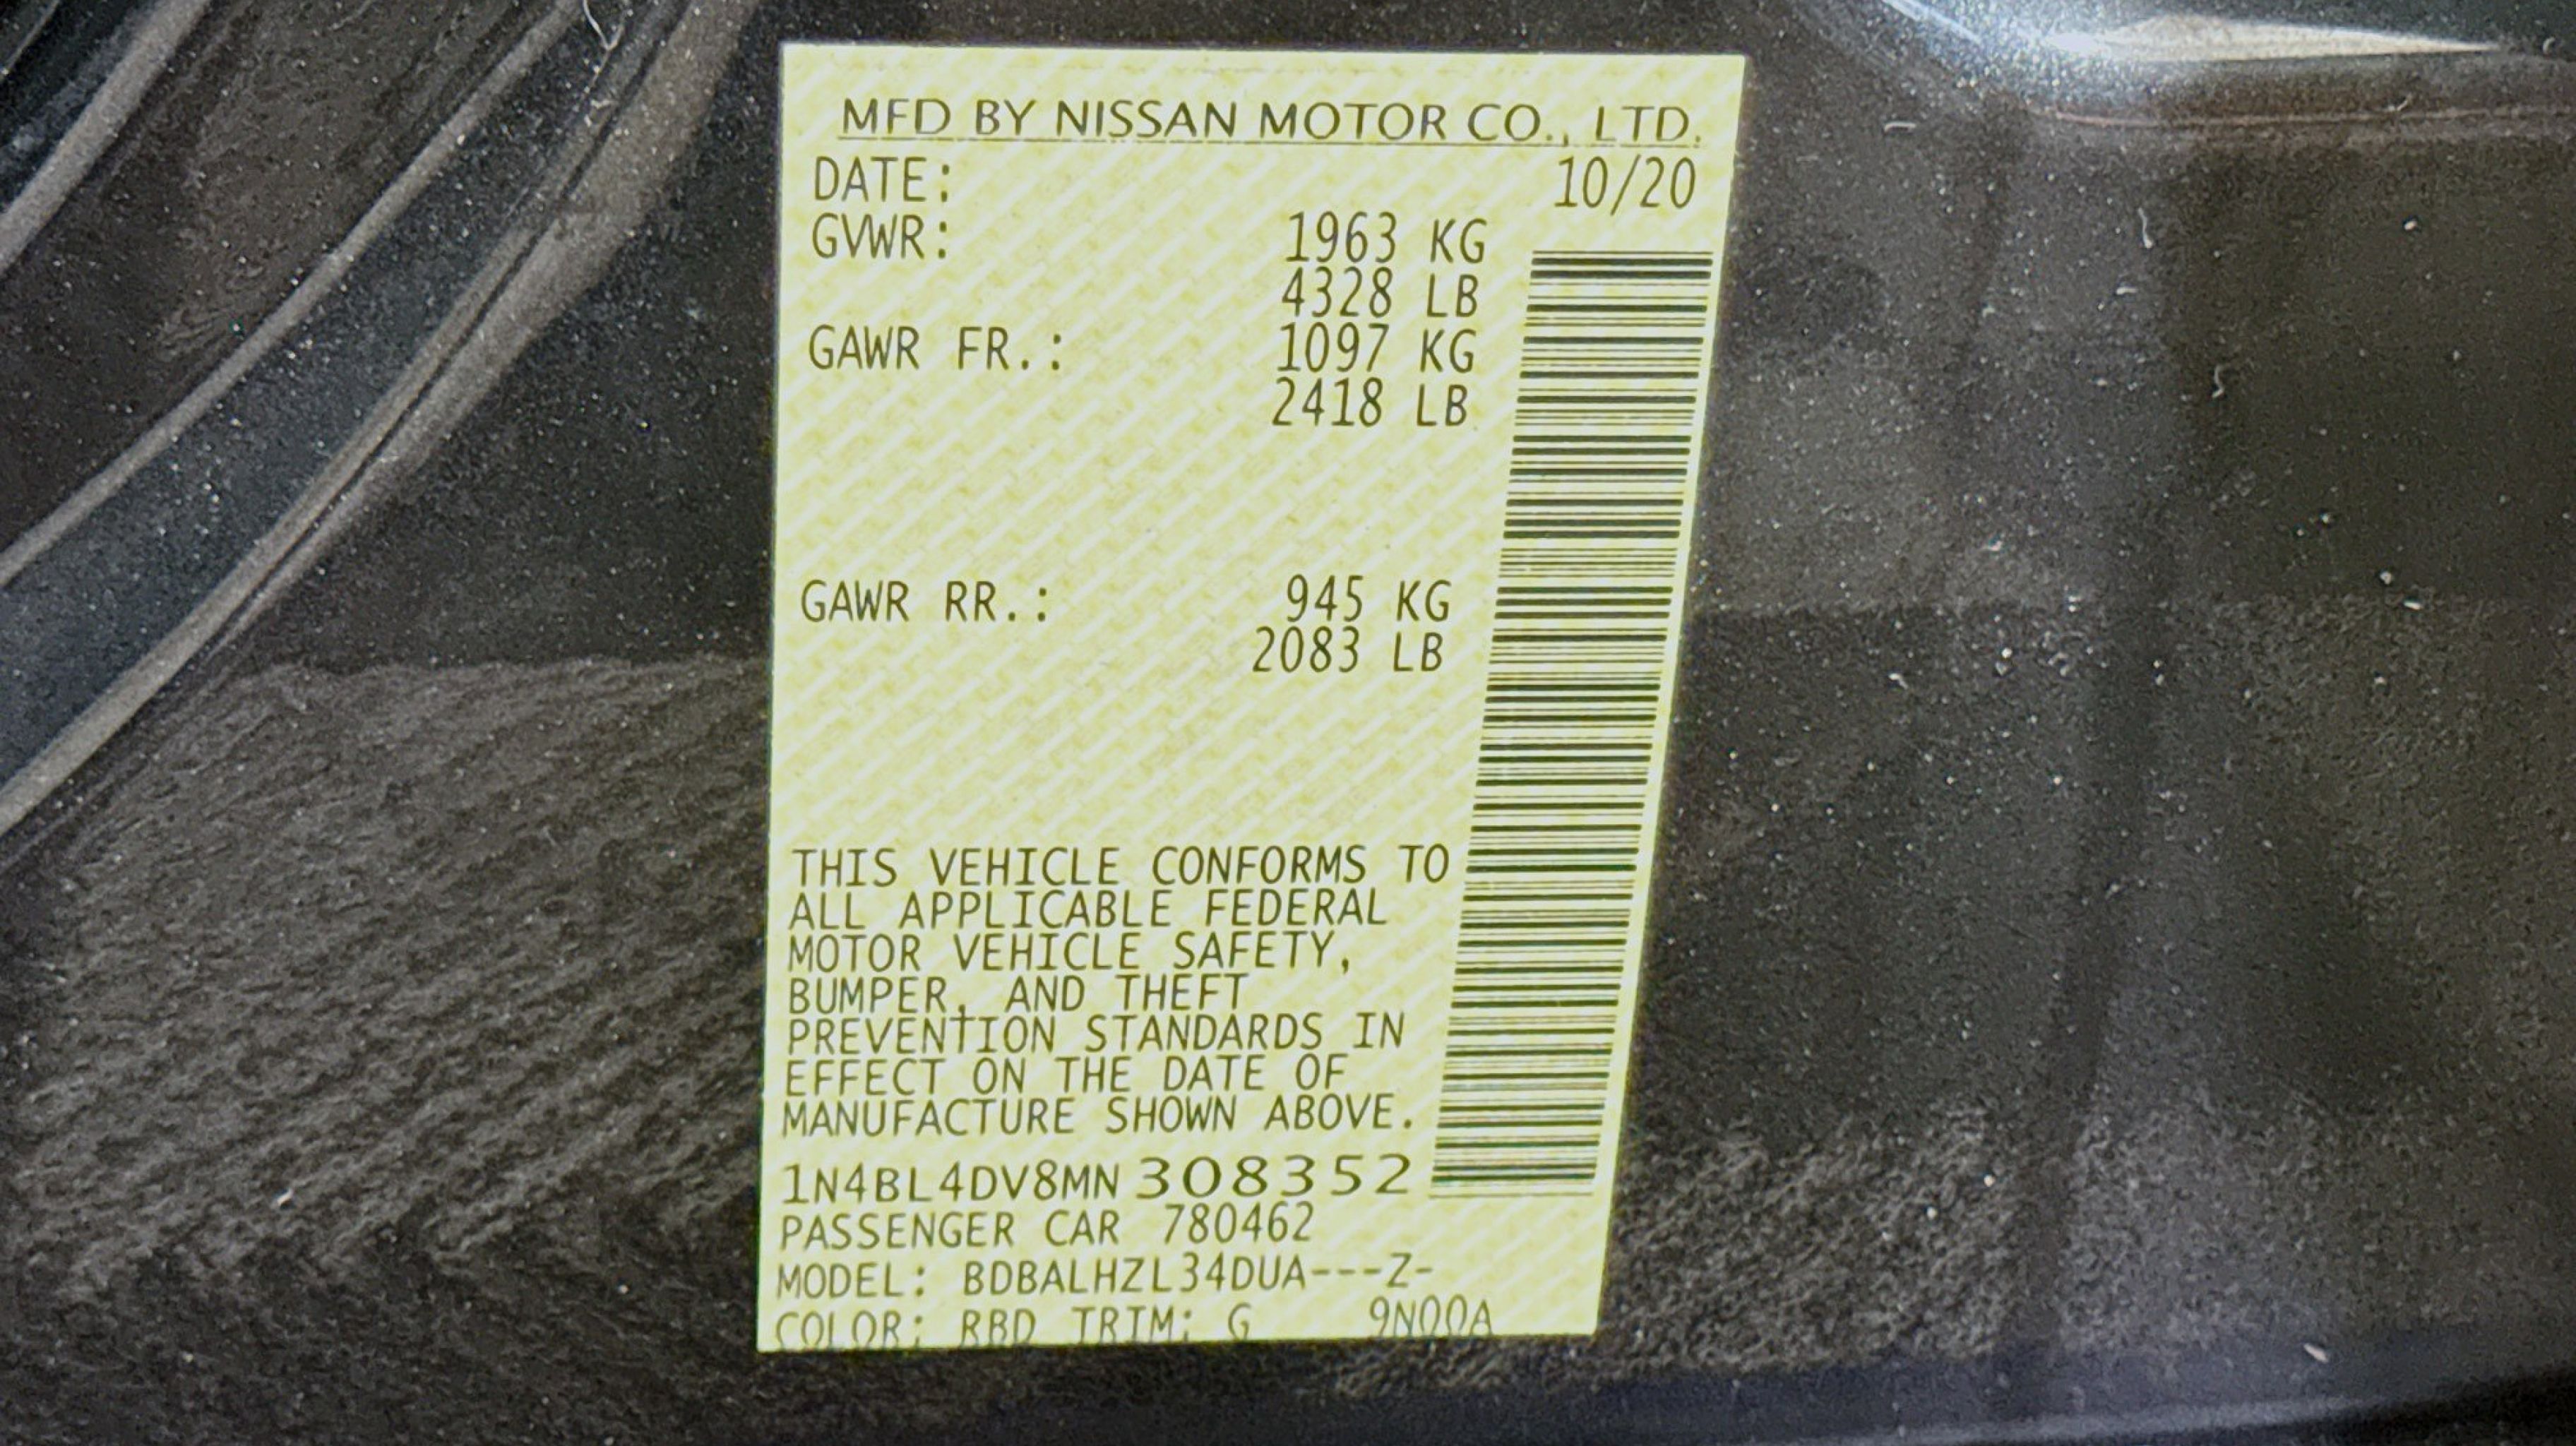 MFD BY NISSAN MOTOR CO., LTD.
DATE: 10/20
GVWR: 1963 KG
4328 LB
GAWR FR.: 1097 KG
2418 LB
GAWR RR.: 945 KG
2083 LB
THIS VEHICLE CONFORMS TO
ALL APPLICABLE FEDERAL
MOTOR VEHICLE SAFETY,
BUMPER, AND THEFT
PREVENTION STANDARDS IN
EFFECT ON THE DATE OF
MANUFACTURE SHOWN ABOVE.
1N4BL4DV8MN308352
PASSENGER CAR 780462
MODEL: BDBALHZL34DUA---Z-
COLOR: RBD TRIM: G 9N00A